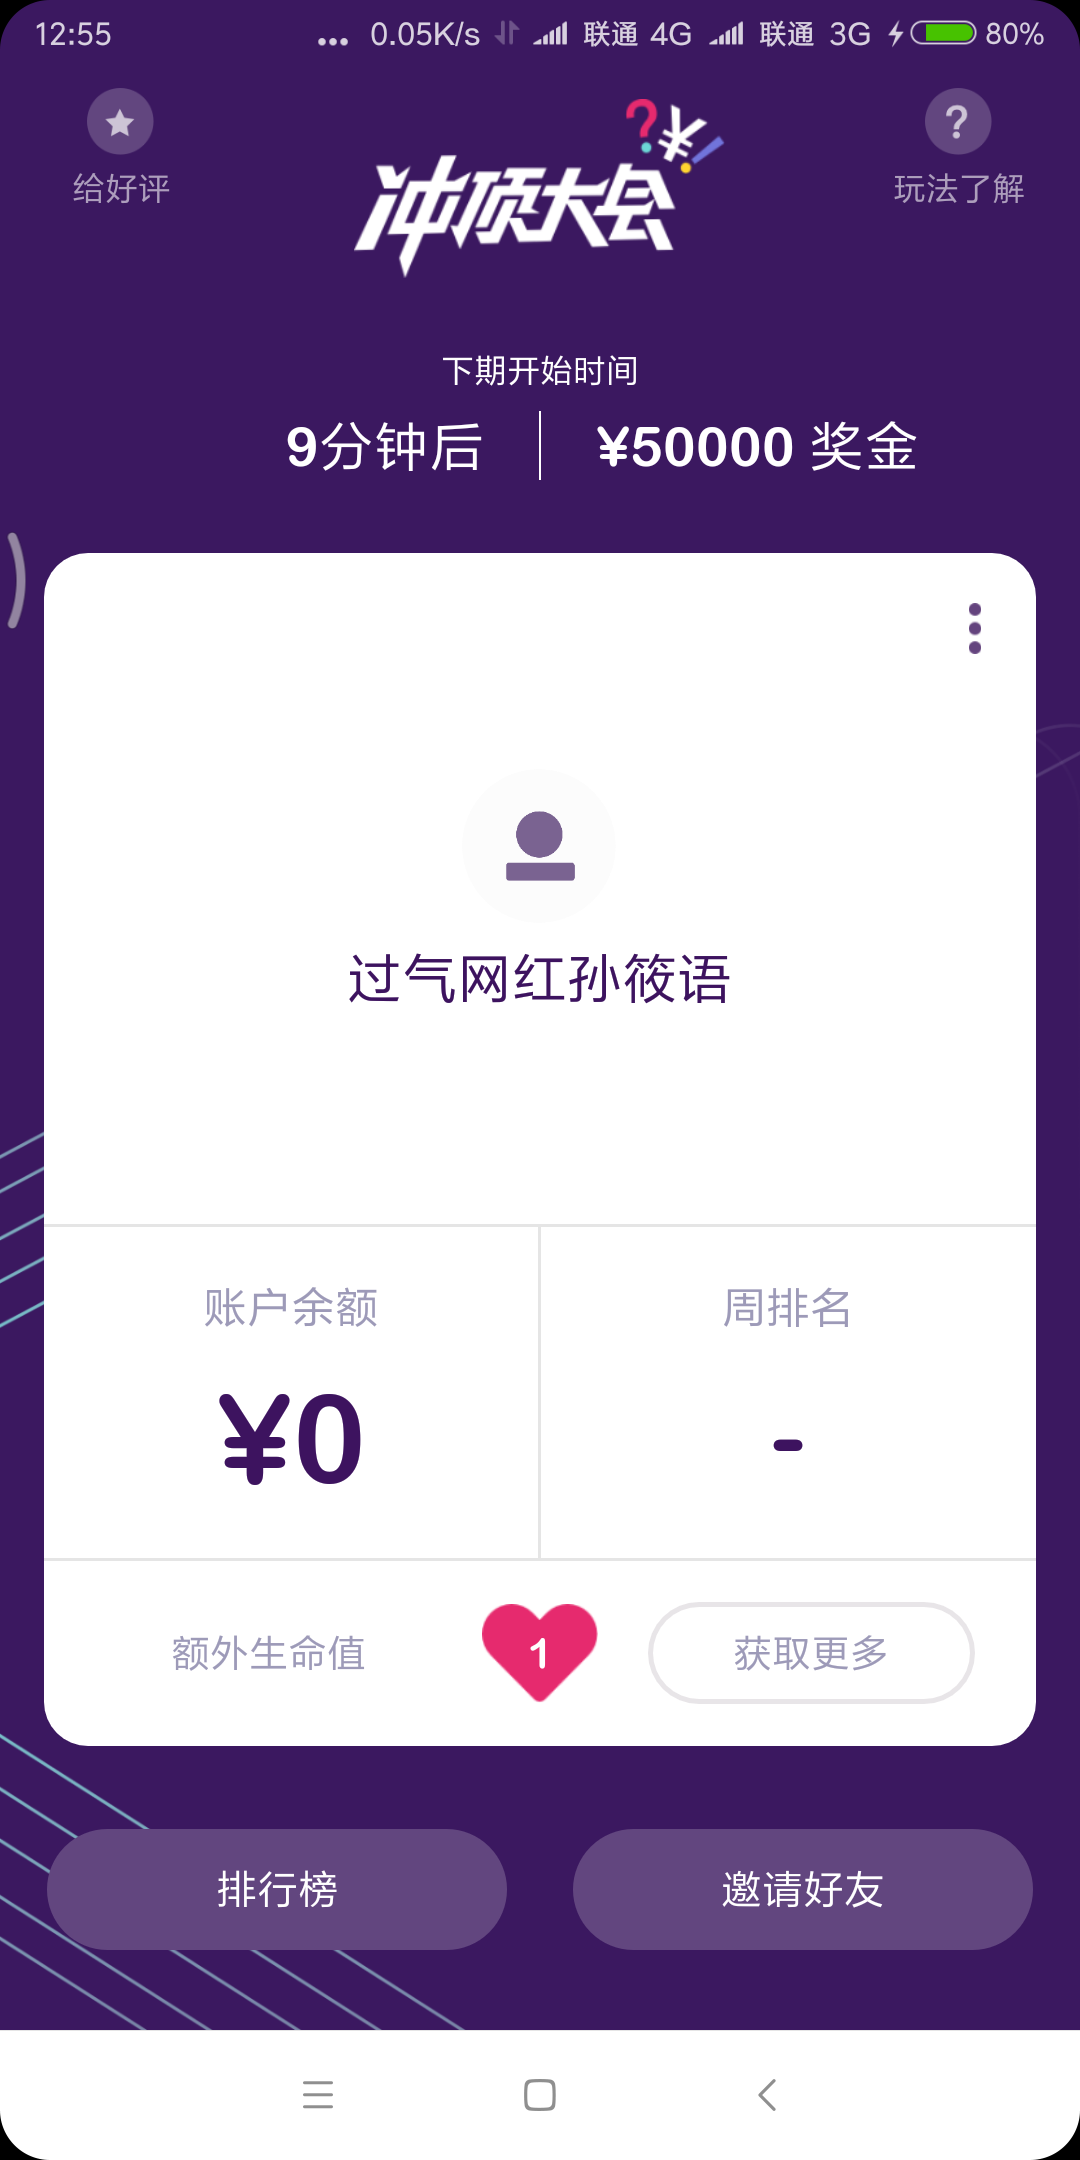 12:55
... 0.05K/s 联通 4G 联通 3G 80%
给好评
冲顶大会
?¥
?
玩法了解
下期开始时间
9分钟后
¥50000 奖金
过气网红孙筱语
账户余额
周排名
¥0
-
额外生命值
1
获取更多
排行榜
邀请好友